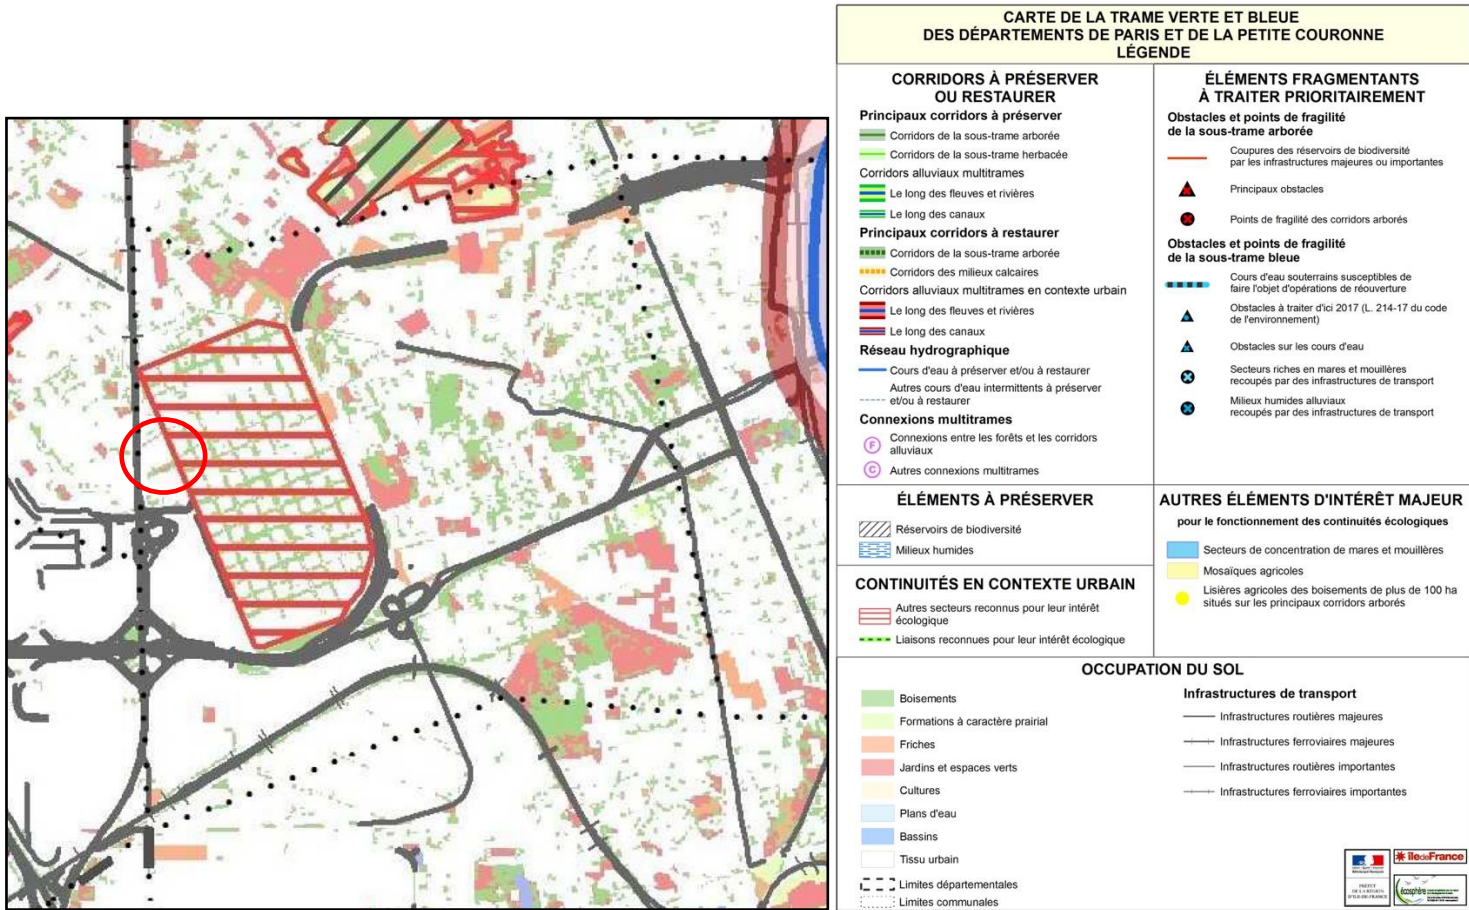 CARTE DE LA TRAME VERTE ET BLEUE
DES DÉPARTEMENTS DE PARIS ET DE LA PETITE COURONNE
LÉGENDE
CORRIDORS À PRÉSERVER
OU RESTAURER
Principaux corridors à préserver
Corridors de la sous-trame arborée
Corridors de la sous-trame herbacée
Corridors alluviaux multitrames
Le long des fleuves et rivières
Le long des canaux
Principaux corridors à restaurer
Corridors de la sous-trame arborée
Corridors des milieux calcaires
Corridors alluviaux multitrames en contexte urbain
Le long des fleuves et rivières
Le long des canaux
Réseau hydrographique
Cours d'eau à préserver et/ou à restaurer
Autres cours d'eau intermittents à préserver
et/ou à restaurer
Connexions multitrames
F
Connexions entre les forêts et les corridors
alluviaux
C
Autres connexions multitrames
ÉLÉMENTS FRAGMENTANTS
À TRAITER PRIORITAIREMENT
Obstacles et points de fragilité
de la sous-trame arborée
Coupures des réservoirs de biodiversité
par les infrastructures majeures ou importantes
Principaux obstacles
Points de fragilité des corridors arborés
Obstacles et points de fragilité
de la sous-trame bleue
Cours d'eau souterrains susceptibles de
faire l'objet d'opérations de réouverture
Obstacles à traiter d'ici 2017 (L. 214-17 du code
de l'environnement)
Obstacles sur les cours d'eau
Secteurs riches en mares et mouillères
recoupés par des infrastructures de transport
Milieux humides alluviaux
recoupés par des infrastructures de transport
ÉLÉMENTS À PRÉSERVER
Réservoirs de biodiversité
Milieux humides
CONTINUITÉS EN CONTEXTE URBAIN
Autres secteurs reconnus pour leur intérêt
écologique
Liaisons reconnues pour leur intérêt écologique
AUTRES ÉLÉMENTS D'INTÉRÊT MAJEUR
pour le fonctionnement des continuités écologiques
Secteurs de concentration de mares et mouillères
Mosaïques agricoles
Lisières agricoles des boisements de plus de 100 ha
situés sur les principaux corridors arborés
OCCUPATION DU SOL
Boisements
Formations à caractère prairial
Friches
Jardins et espaces verts
Cultures
Plans d'eau
Bassins
Tissu urbain
Limites départementales
Limites communales
Infrastructures de transport
Infrastructures routières majeures
Infrastructures ferroviaires majeures
Infrastructures routières importantes
Infrastructures ferroviaires importantes
PRÉFET
DE LA RÉGION
D'ILE-DE-FRANCE
île de France
écosphère